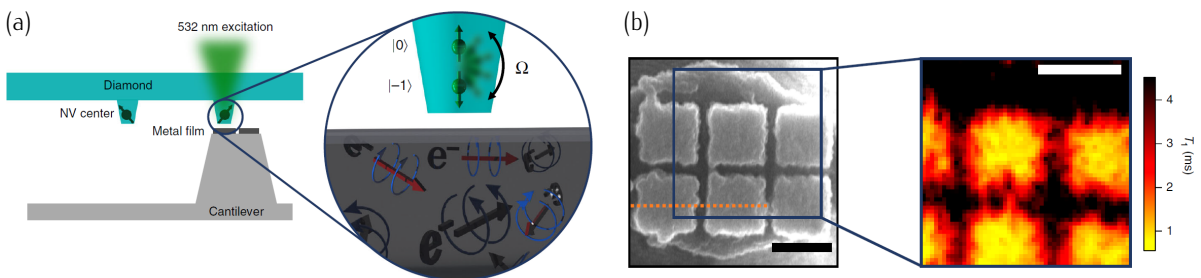 (a)
532 nm excitation
Diamond
NV center
Metal film
Cantilever
|0⟩
|−1⟩
Ω
e
e⁻
e
(b)
4
3
2
1
T₁ (ms)